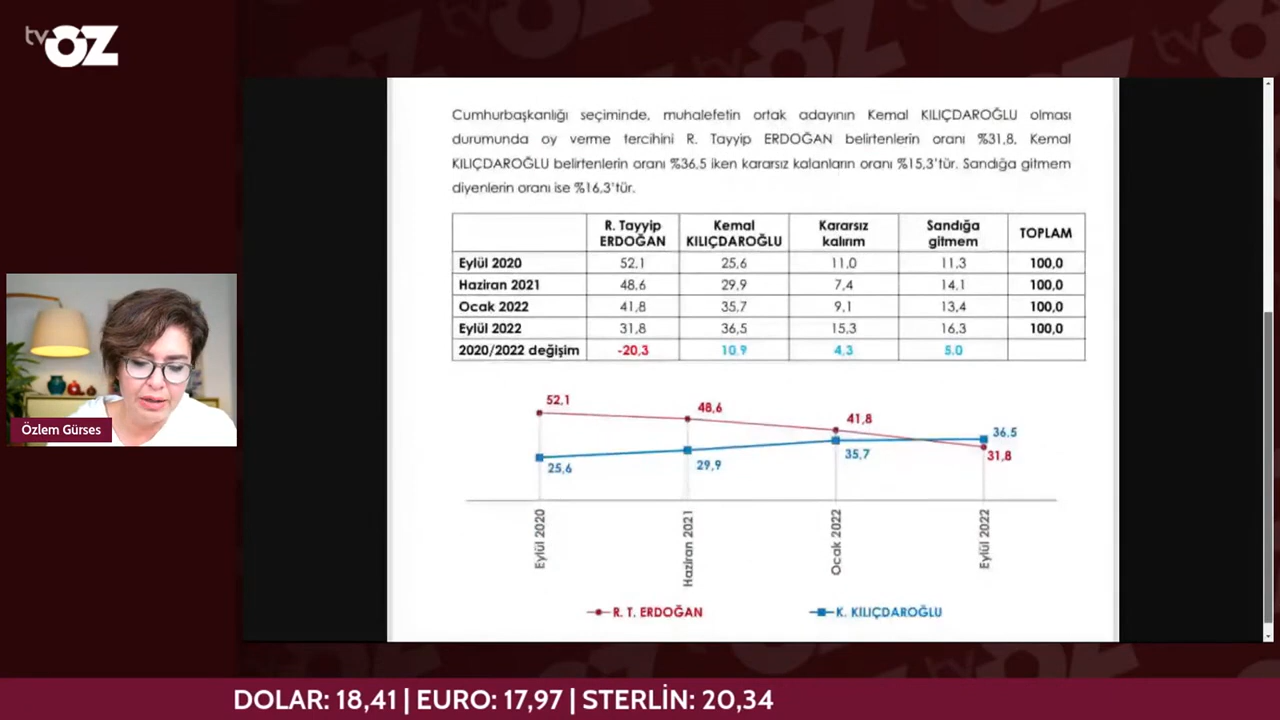 tv ÖZ
Cumhurbaşkanlığı seçiminde, muhalefetin ortak adayının Kemal KILIÇDAROĞLU olması
durumunda oy verme tercihini R. Tayyip ERDOĞAN belirtenlerin oranı %31,8, Kemal
KILIÇDAROĞLU belirtenlerin oranı %36,5 iken kararsız kalanların oranı %15,3'tür. Sandığa gitmem
diyenlerin oranı ise %16,3'tür.
R. Tayyip ERDOĞAN Kemal KILIÇDAROĞLU Kararsız kalırım Sandığa gitmem TOPLAM
Eylül 2020 52,1 25,6 11,0 11,3 100,0
Haziran 2021 48,6 29,9 7,4 14,1 100,0
Ocak 2022 41,8 35,7 9,1 13,4 100,0
Eylül 2022 31,8 36,5 15,3 16,3 100,0
2020/2022 değişim -20,3 10,9 4,3 5,0
52,1
48,6
41,8
36,5
25,6
29,9
35,7
31,8
Eylül 2020
Haziran 2021
Ocak 2022
Eylül 2022
R. T. ERDOĞAN
K. KILIÇDAROĞLU
Özlem Gürses
DOLAR: 18,41 | EURO: 17,97 | STERLİN: 20,34